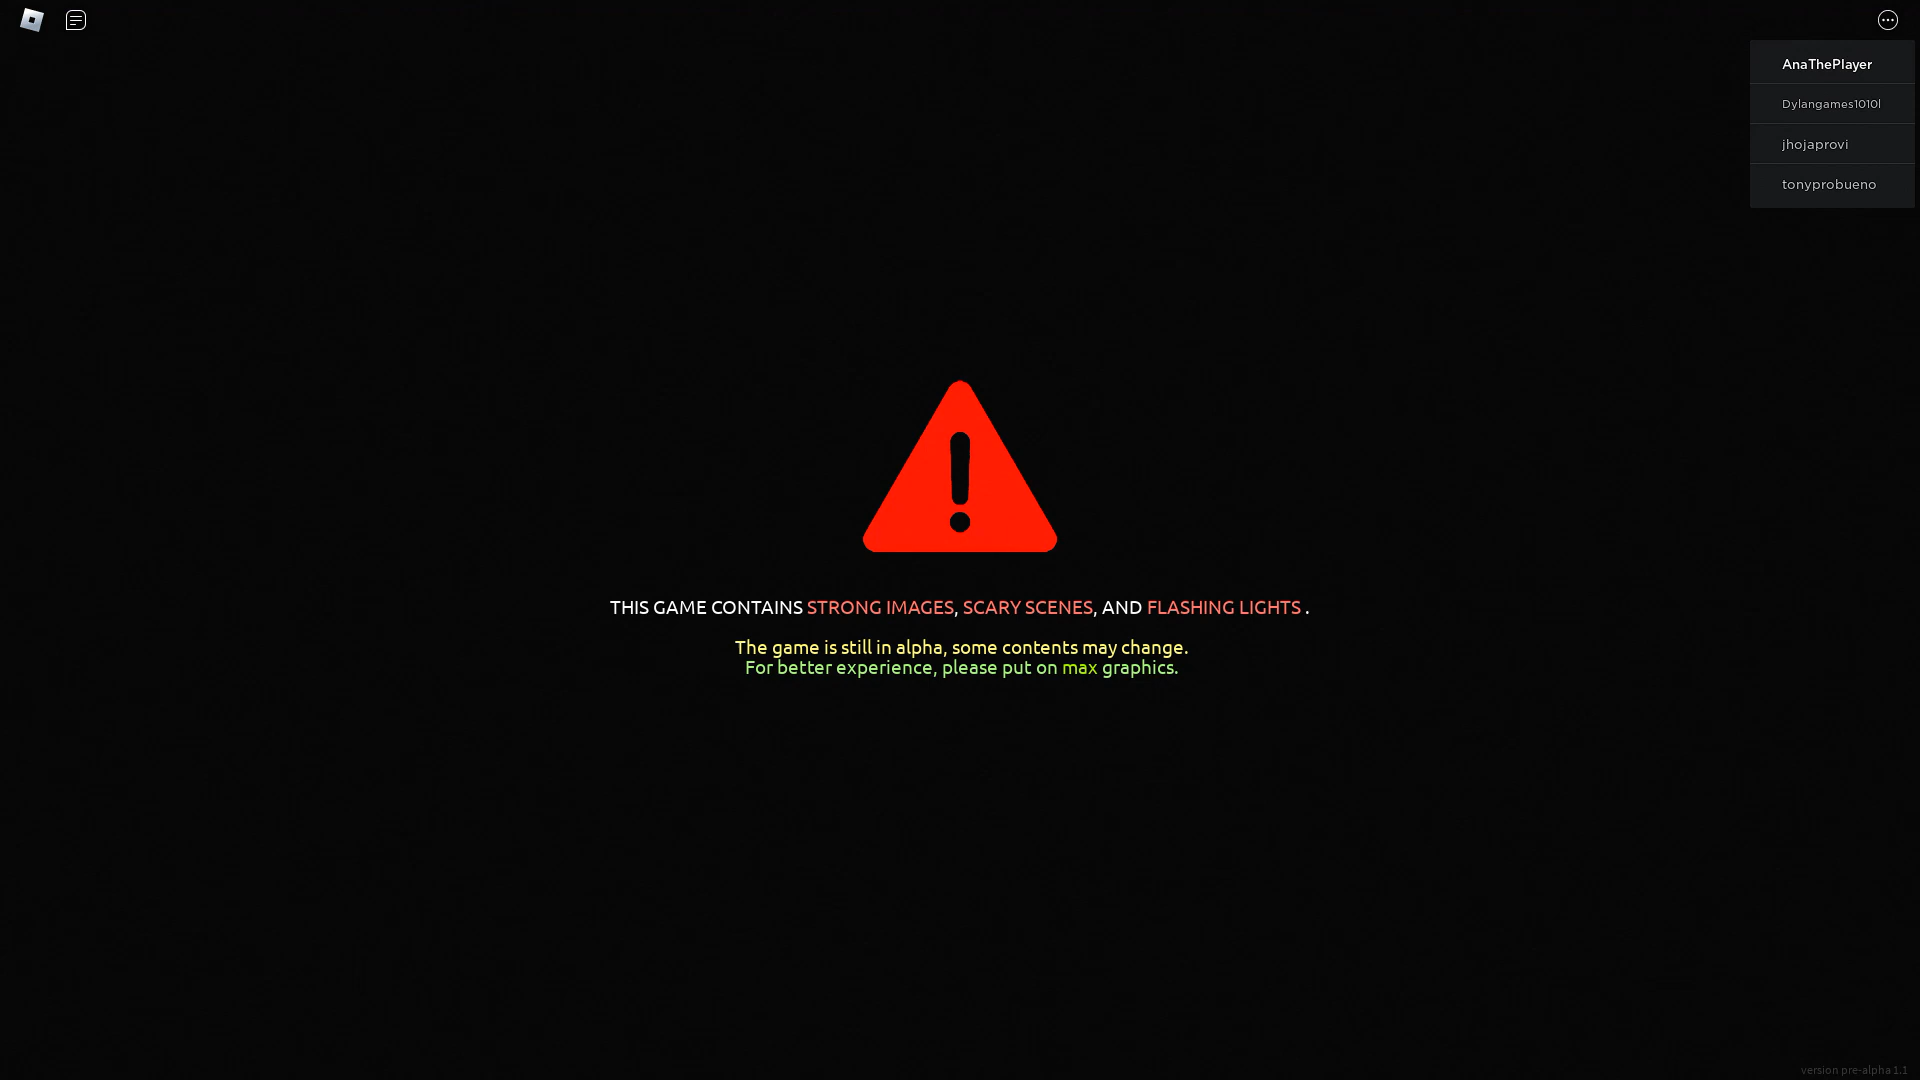 AnaThePlayer
Dylangames1010l
jhojaprovi
tonyprobueno
THIS GAME CONTAINS STRONG IMAGES, SCARY SCENES, AND FLASHING LIGHTS .
The game is still in alpha, some contents may change.
For better experience, please put on max graphics.
version pre-alpha 1.1